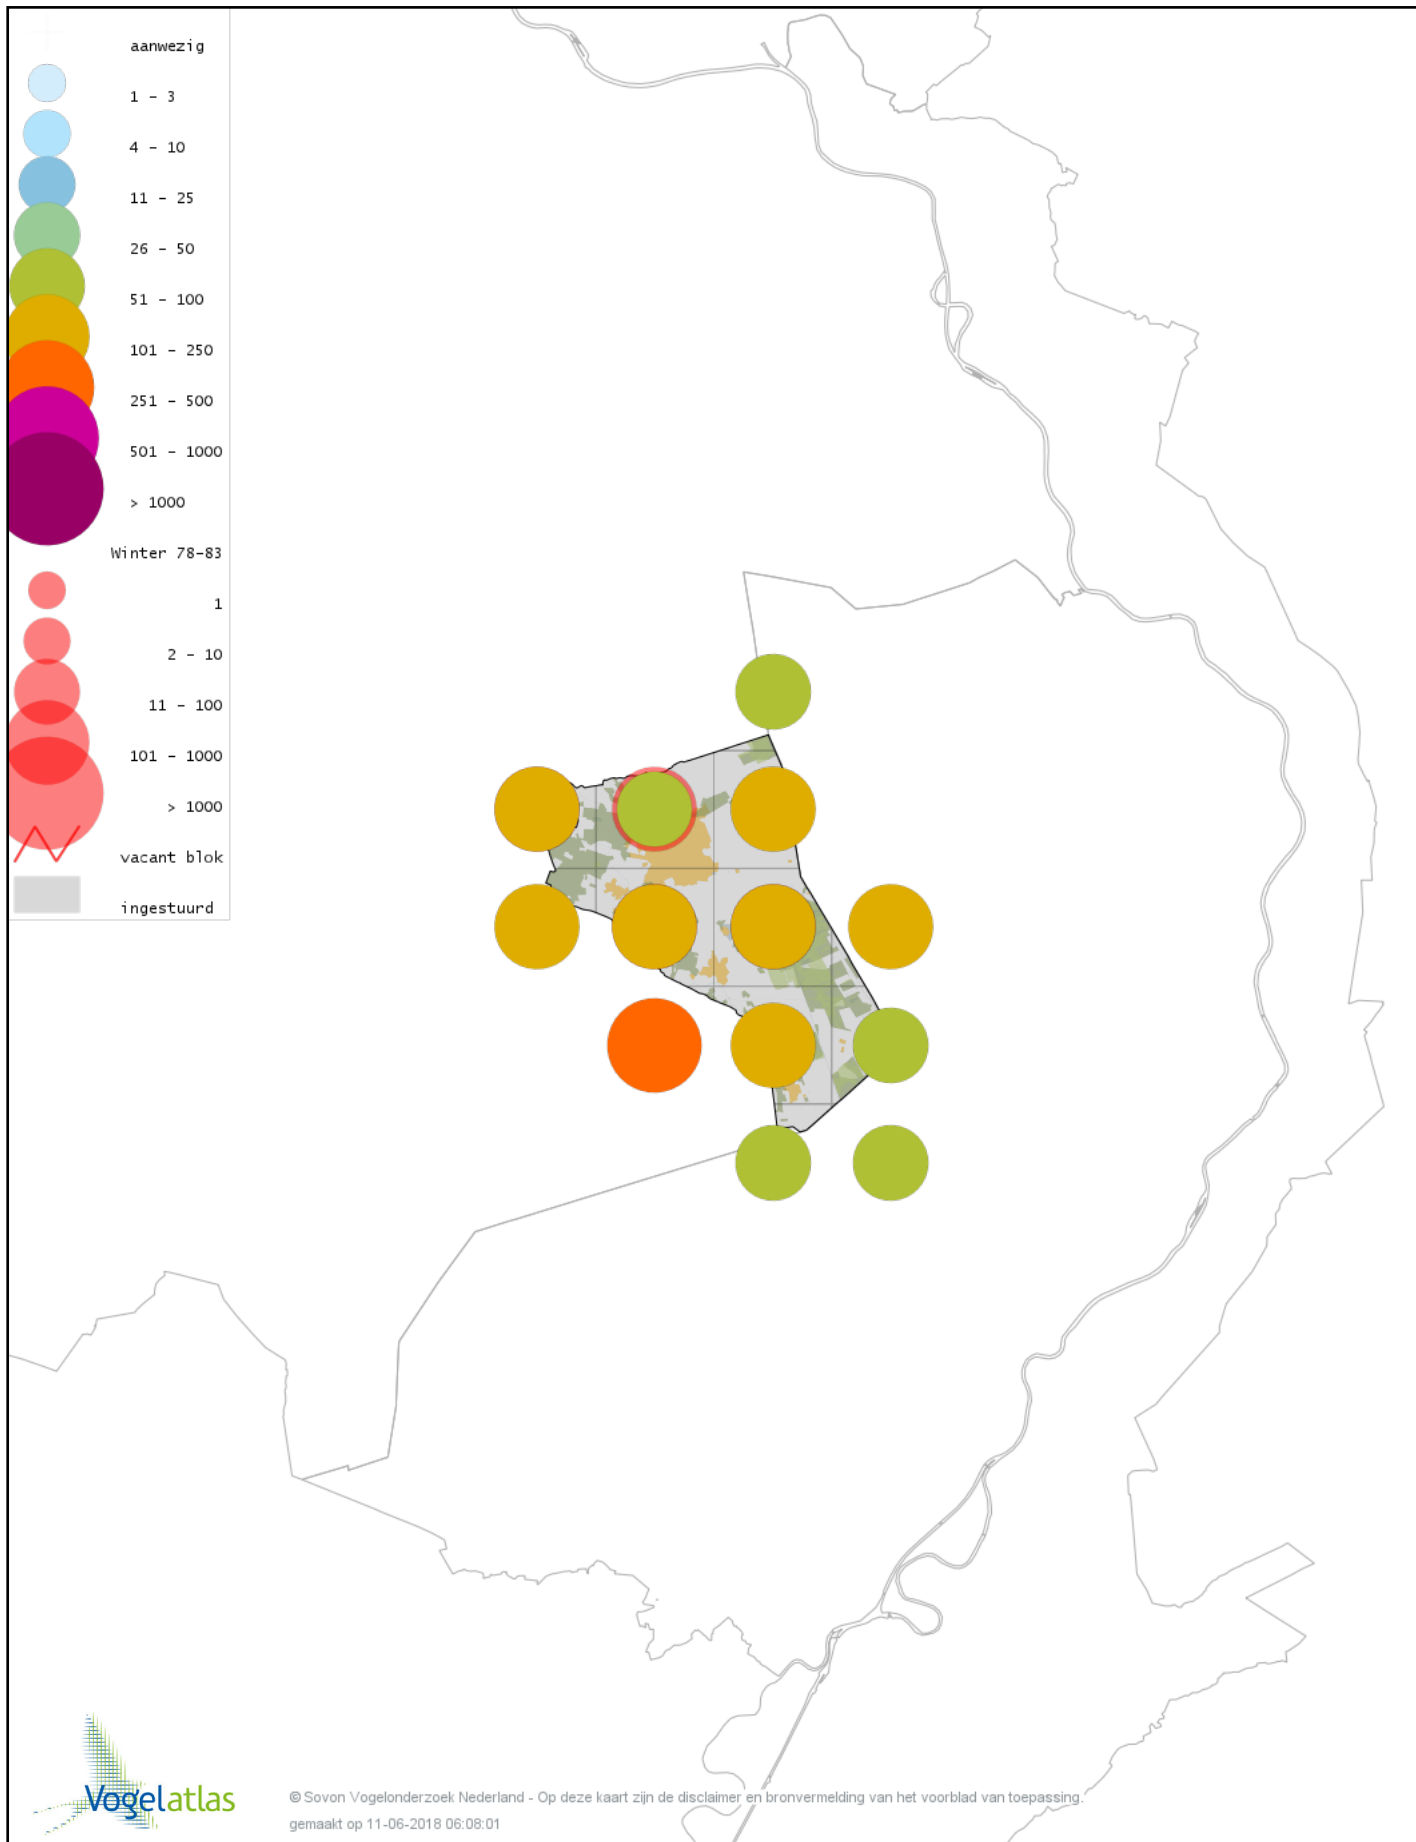 aanwezig
1 - 3
4 - 10
11 - 25
26 - 50
51 - 100
101 - 250
251 - 500
501 - 1000
> 1000
Winter 78-83
1
2 - 10
11 - 100
101 - 1000
> 1000
vacant blok
ingestuurd
Vogelatlas
© Sovon Vogelonderzoek Nederland - Op deze kaart zijn de disclaimer en bronvermelding van het voorblad van toepassing.
gemaakt op 11-06-2018 06:08:01